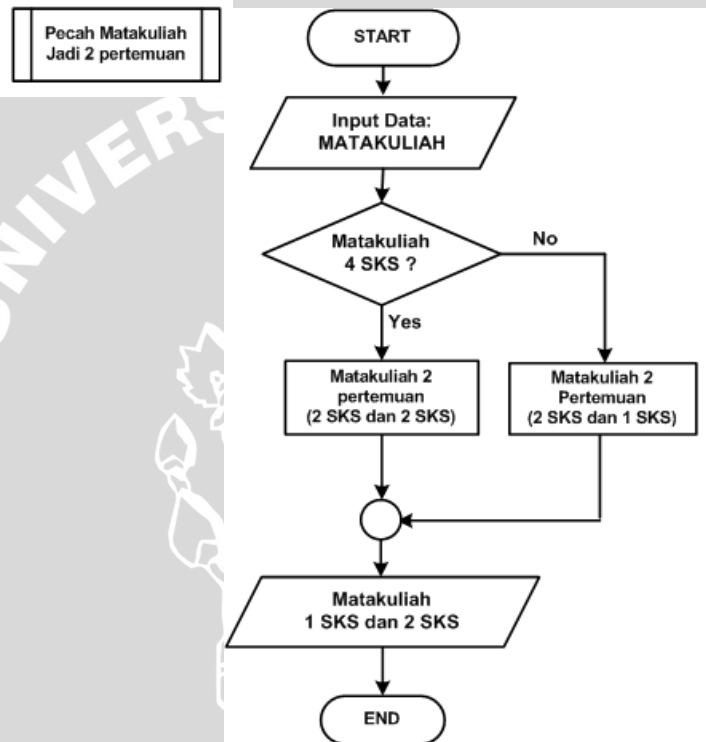 Pecah Matakuliah
Jadi 2 pertemuan
START
Input Data:
MATAKULIAH
Matakuliah
4 SKS ?
No
Yes
Matakuliah 2
pertemuan
(2 SKS dan 2 SKS)
Matakuliah 2
Pertemuan
(2 SKS dan 1 SKS)
Matakuliah
1 SKS dan 2 SKS
END